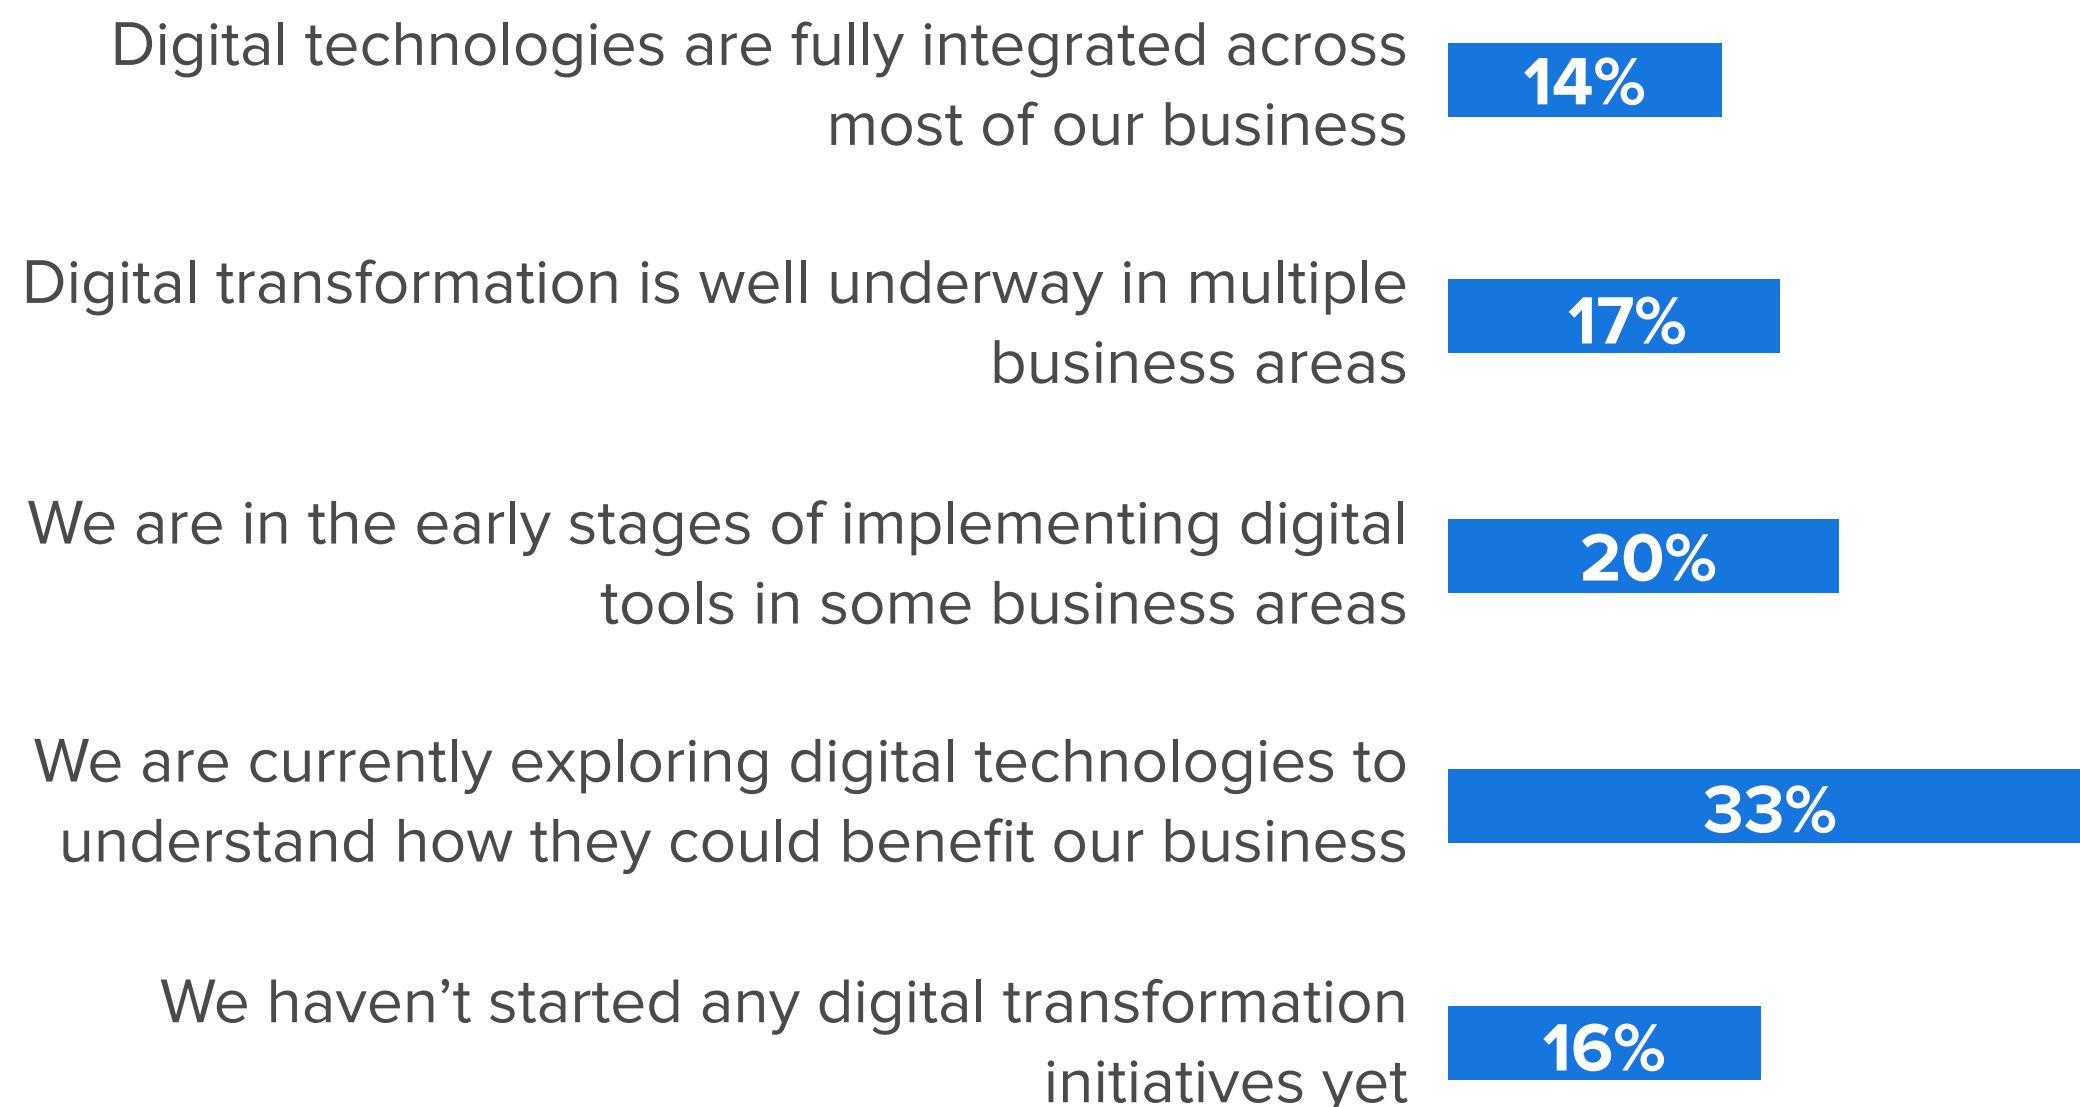 Digital technologies are fully integrated across
most of our business
14%
Digital transformation is well underway in multiple
business areas
17%
We are in the early stages of implementing digital
tools in some business areas
20%
We are currently exploring digital technologies to
understand how they could benefit our business
33%
We haven’t started any digital transformation
initiatives yet
16%